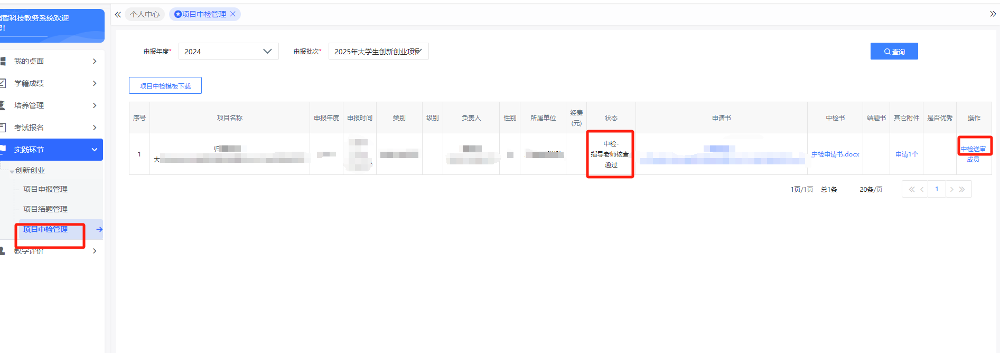 强智科技教务系统欢迎
您!
个人中心
项目中检管理
我的桌面
学籍成绩
培养管理
考试报名
实践环节
创新创业
项目申报管理
项目结题管理
项目中检管理
教学评价
申报年度* 2024 申报批次* 2025年大学生创新创业项目 查询
项目中检模板下载
序号 项目名称 申报年度 申报时间 类别 级别 负责人 性别 所属单位 经费(元) 状态 申请书 中检书 结题书 其它附件 是否优秀 操作
1 归
大
中检-
指导老师核查
通过
中检申请书.docx 申请1个 中检送审
成员
1页/1页 总1条 20条/页 1